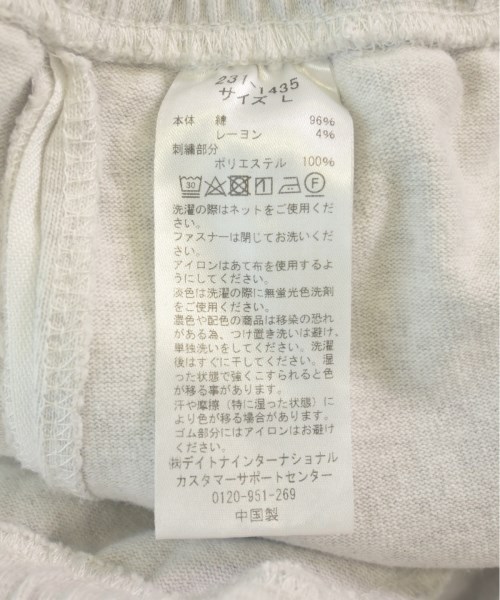 231-1435
サイズ L
本体 綿 96%
レーヨン 4%
刺繍部分
ポリエステル 100%
30 F
洗濯の際はネットをご使用くだ
さい。
ファスナーは閉じてお洗いくだ
さい。
アイロンはあて布を使用するよ
うにしてください。
淡色は洗濯の際に無蛍光色洗剤
をご使用ください。
濃色や配色の商品は移染の恐れ
がある為、つけ置き洗いは避け、
単独洗いをしてください。洗濯
後はすぐに干してください。湿
った状態で強くこすられると色
が移る事があります。
汗や摩擦（特に湿った状態）に
より色が移る場合があります。
ゴム部分にはアイロンはお避け
ください。
㈱デイトナインターナショナル
カスタマーサポートセンター
0120-951-269
中国製